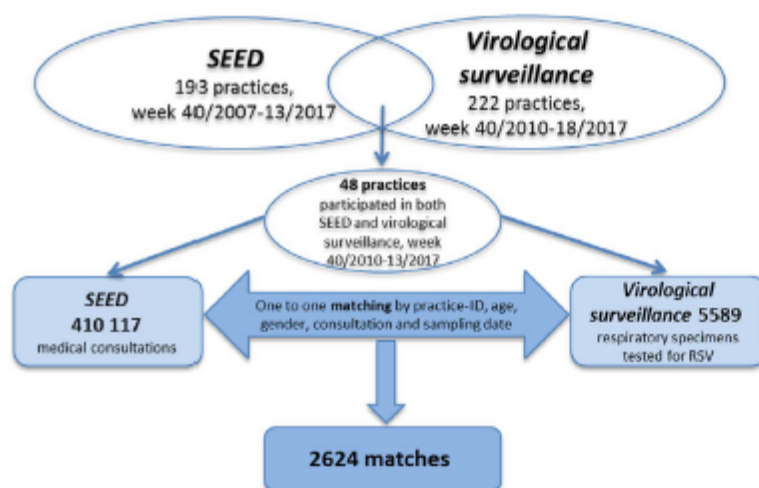 SEED
193 practices,
week 40/2007-13/2017
Virological
surveillance
222 practices,
week 40/2010-18/2017
48 practices
participated in both
SEED and virological
surveillance, week
40/2010-13/2017
SEED
410 117
medical consultations
One to one matching by practice-ID, age,
gender, consultation and sampling date
Virological
surveillance 5589
respiratory specimens
tested for RSV
2624 matches